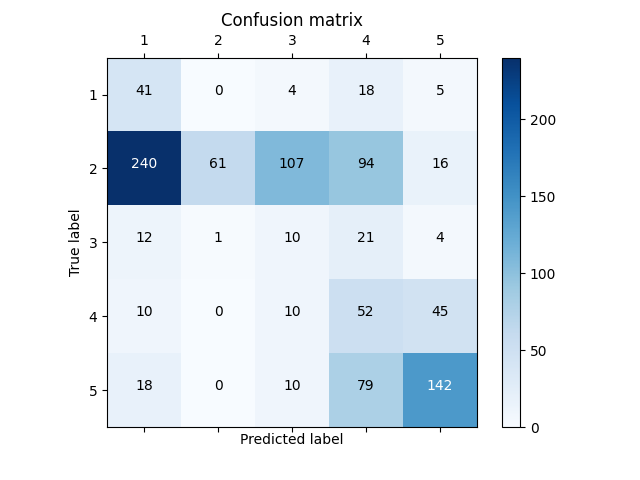 Confusion matrix
1 2 3 4 5
1 41 0 4 18 5
2 240 61 107 94 16
3 12 1 10 21 4
4 10 0 10 52 45
5 18 0 10 79 142
True label
Predicted label
200
150
100
50
0